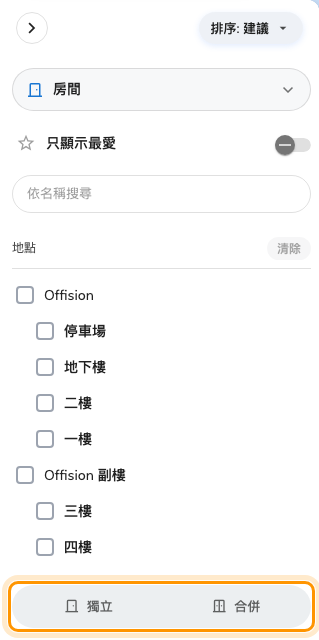 排序: 建議
房間
只顯示最愛
依名稱搜尋
地點 清除
Offision
停車場
地下樓
二樓
一樓
Offision 副樓
三樓
四樓
獨立 合併